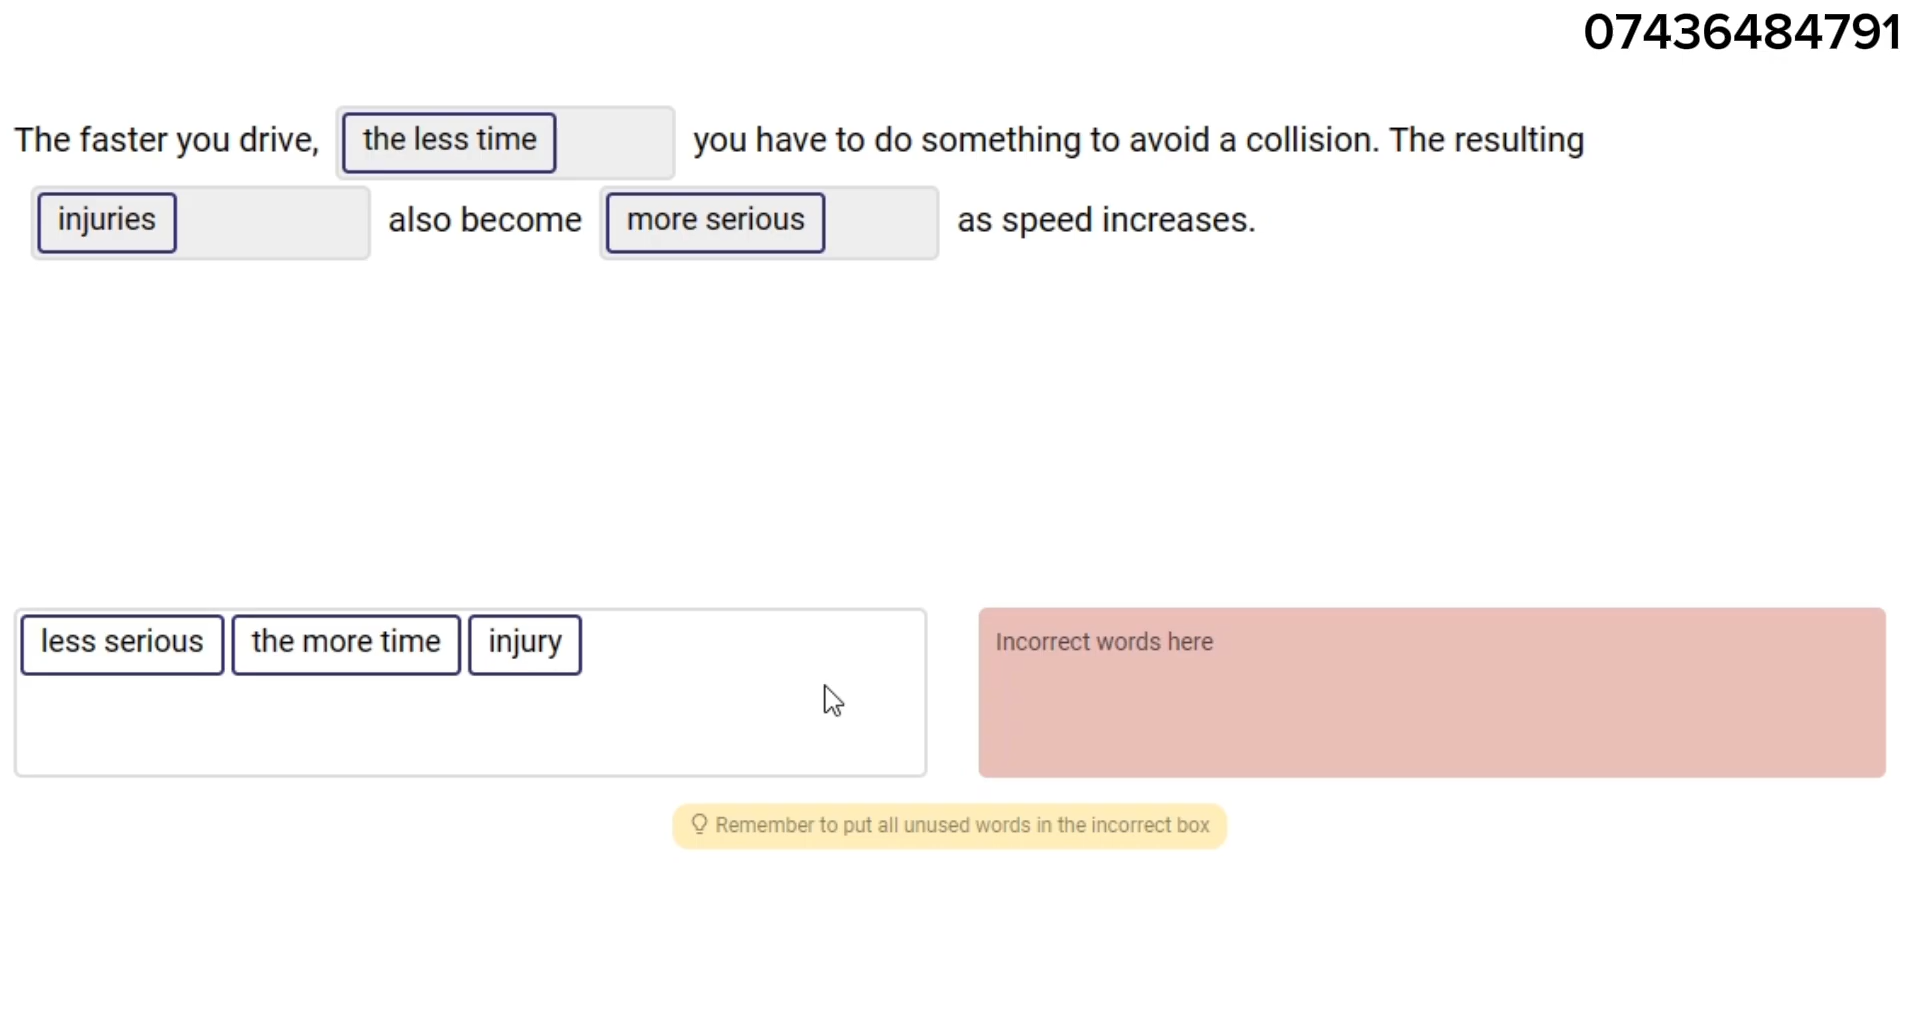 07436484791
The faster you drive, the less time you have to do something to avoid a collision. The resulting
injuries also become more serious as speed increases.
less serious the more time injury
Incorrect words here
Remember to put all unused words in the incorrect box